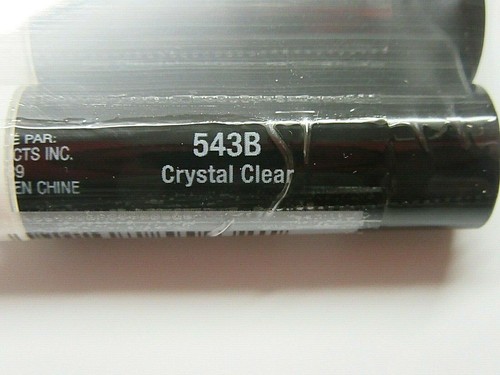 E PAR:
CTS INC.
9
EN CHINE
543B
Crystal Clear